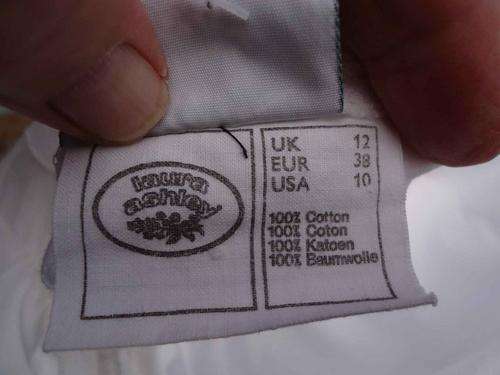 laura
ashley
UK 12
EUR 38
USA 10
100% Cotton
100% Coton
100% Katoen
100% Baumwolle